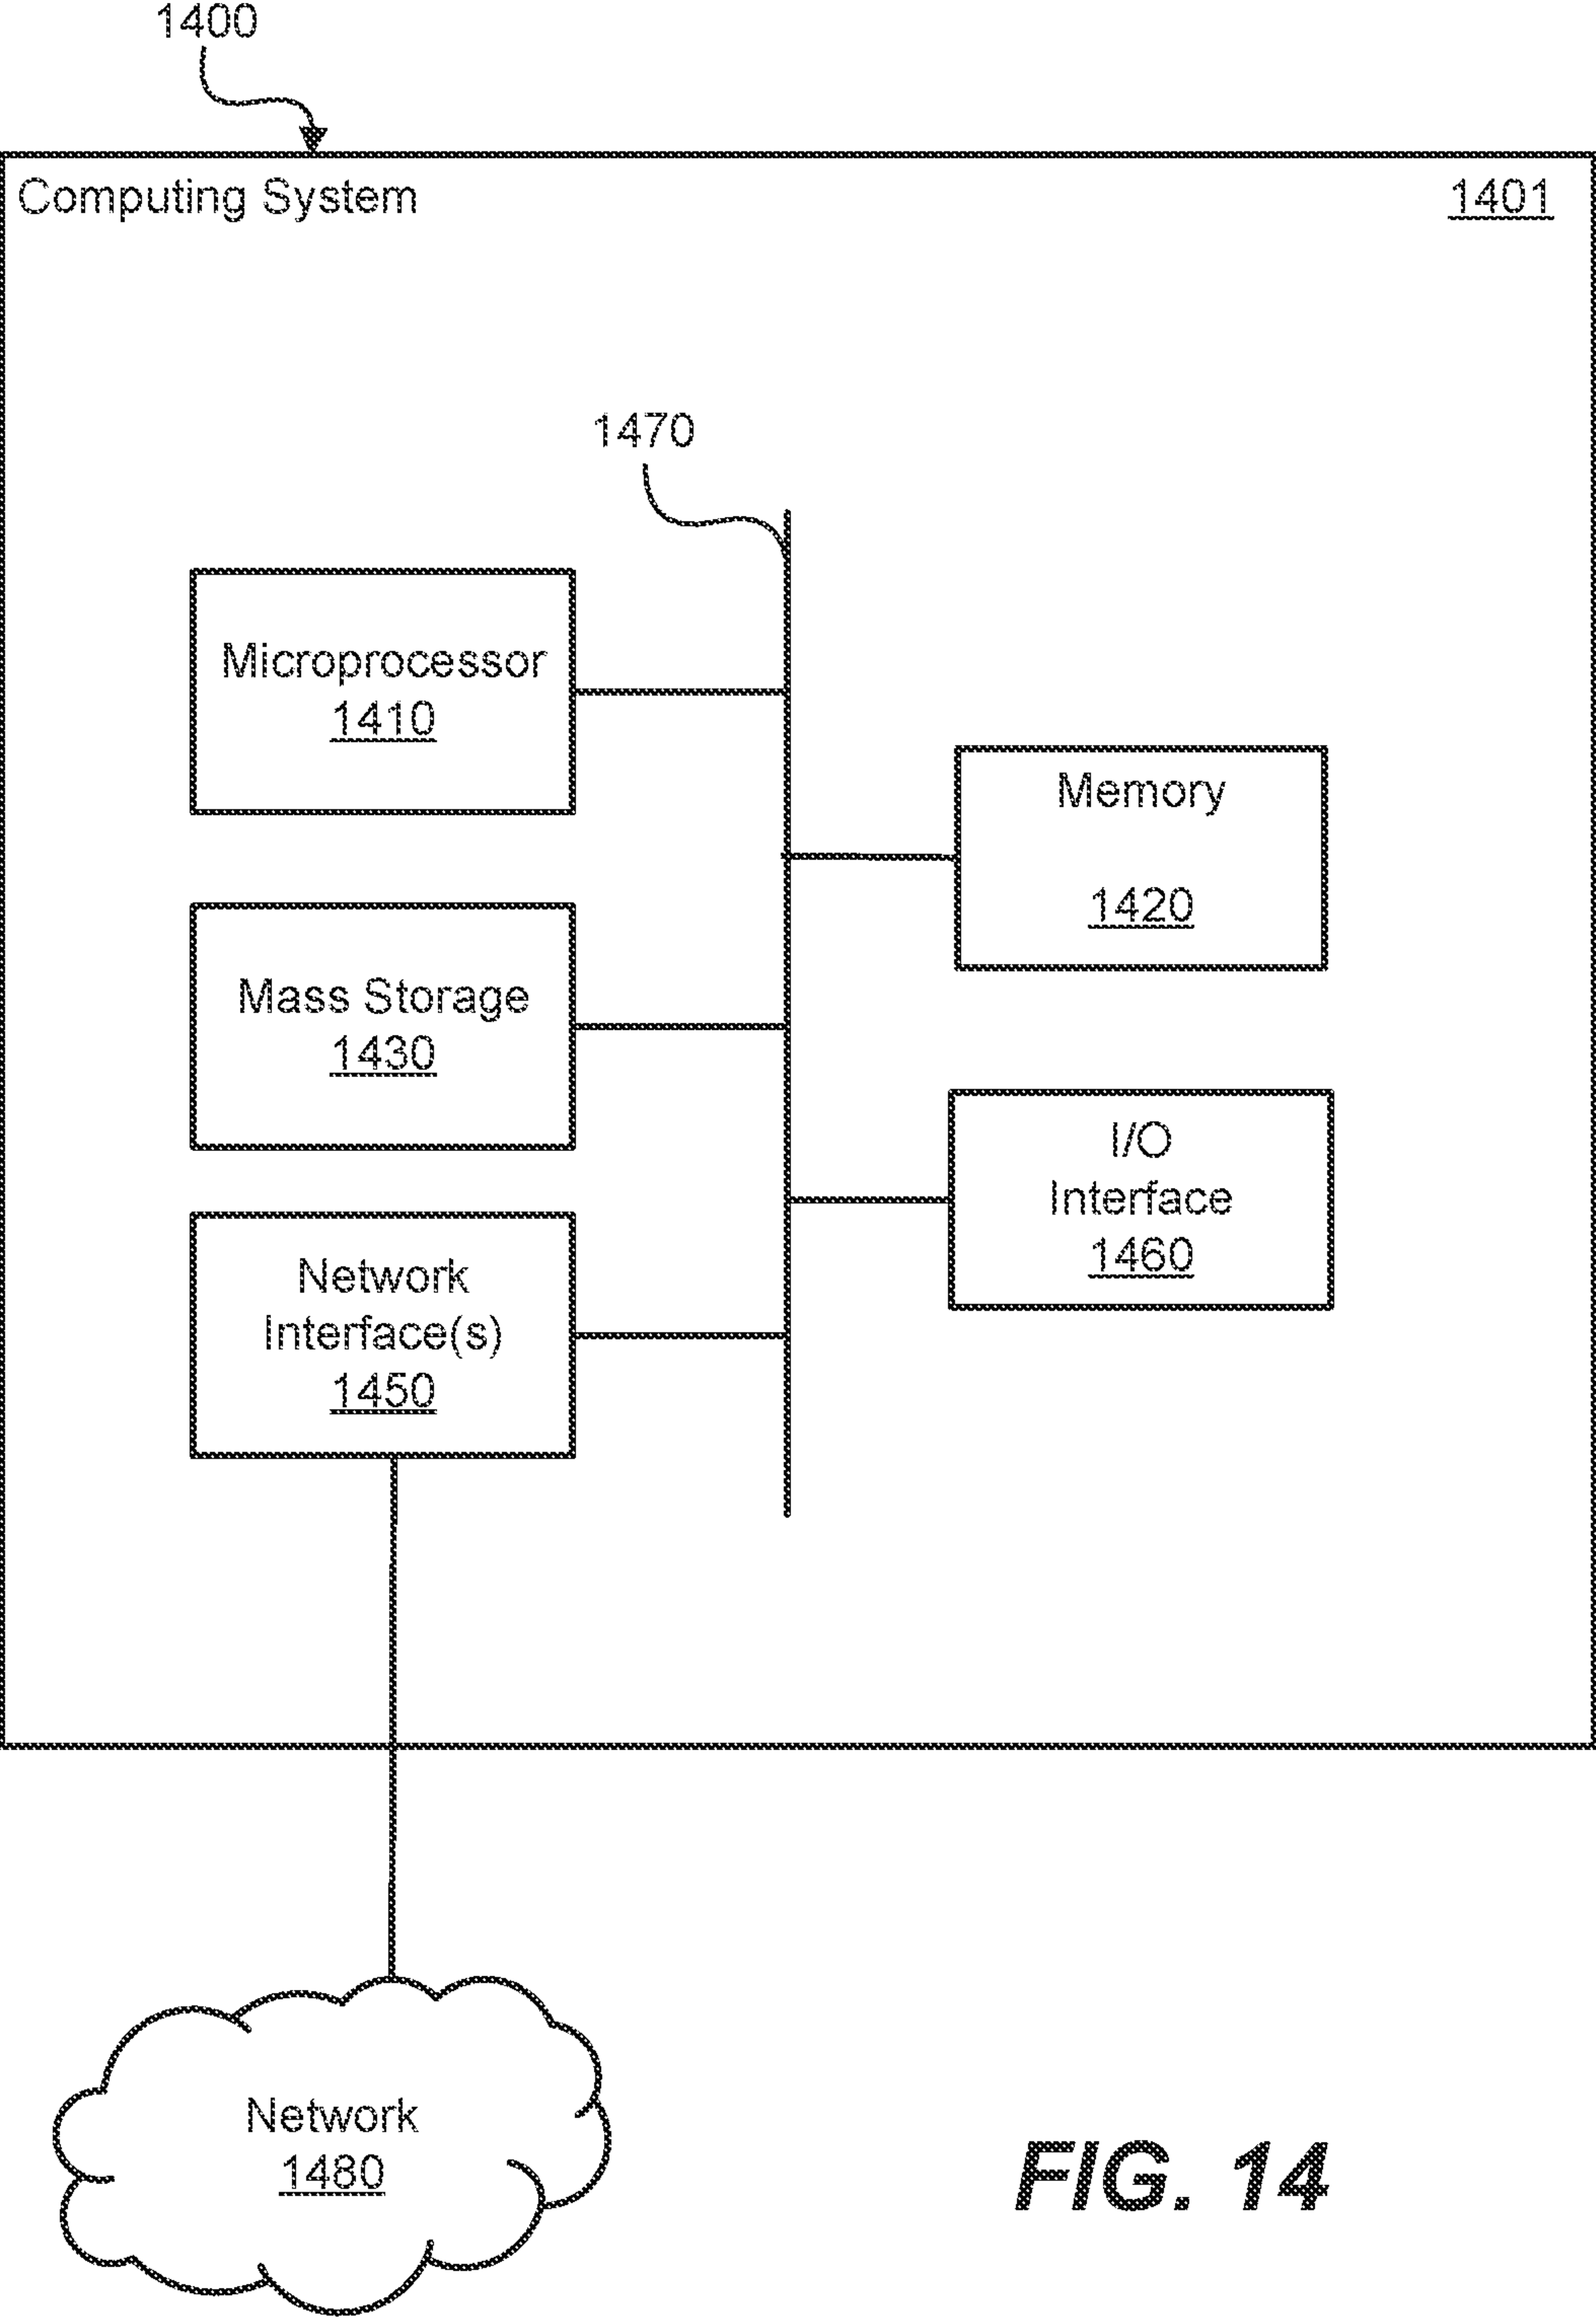 1400
Computing System
1401
1470
Microprocessor
1410
Memory
1420
Mass Storage
1430
I/O
Interface
1460
Network
Interface(s)
1450
Network
1480
FIG. 14